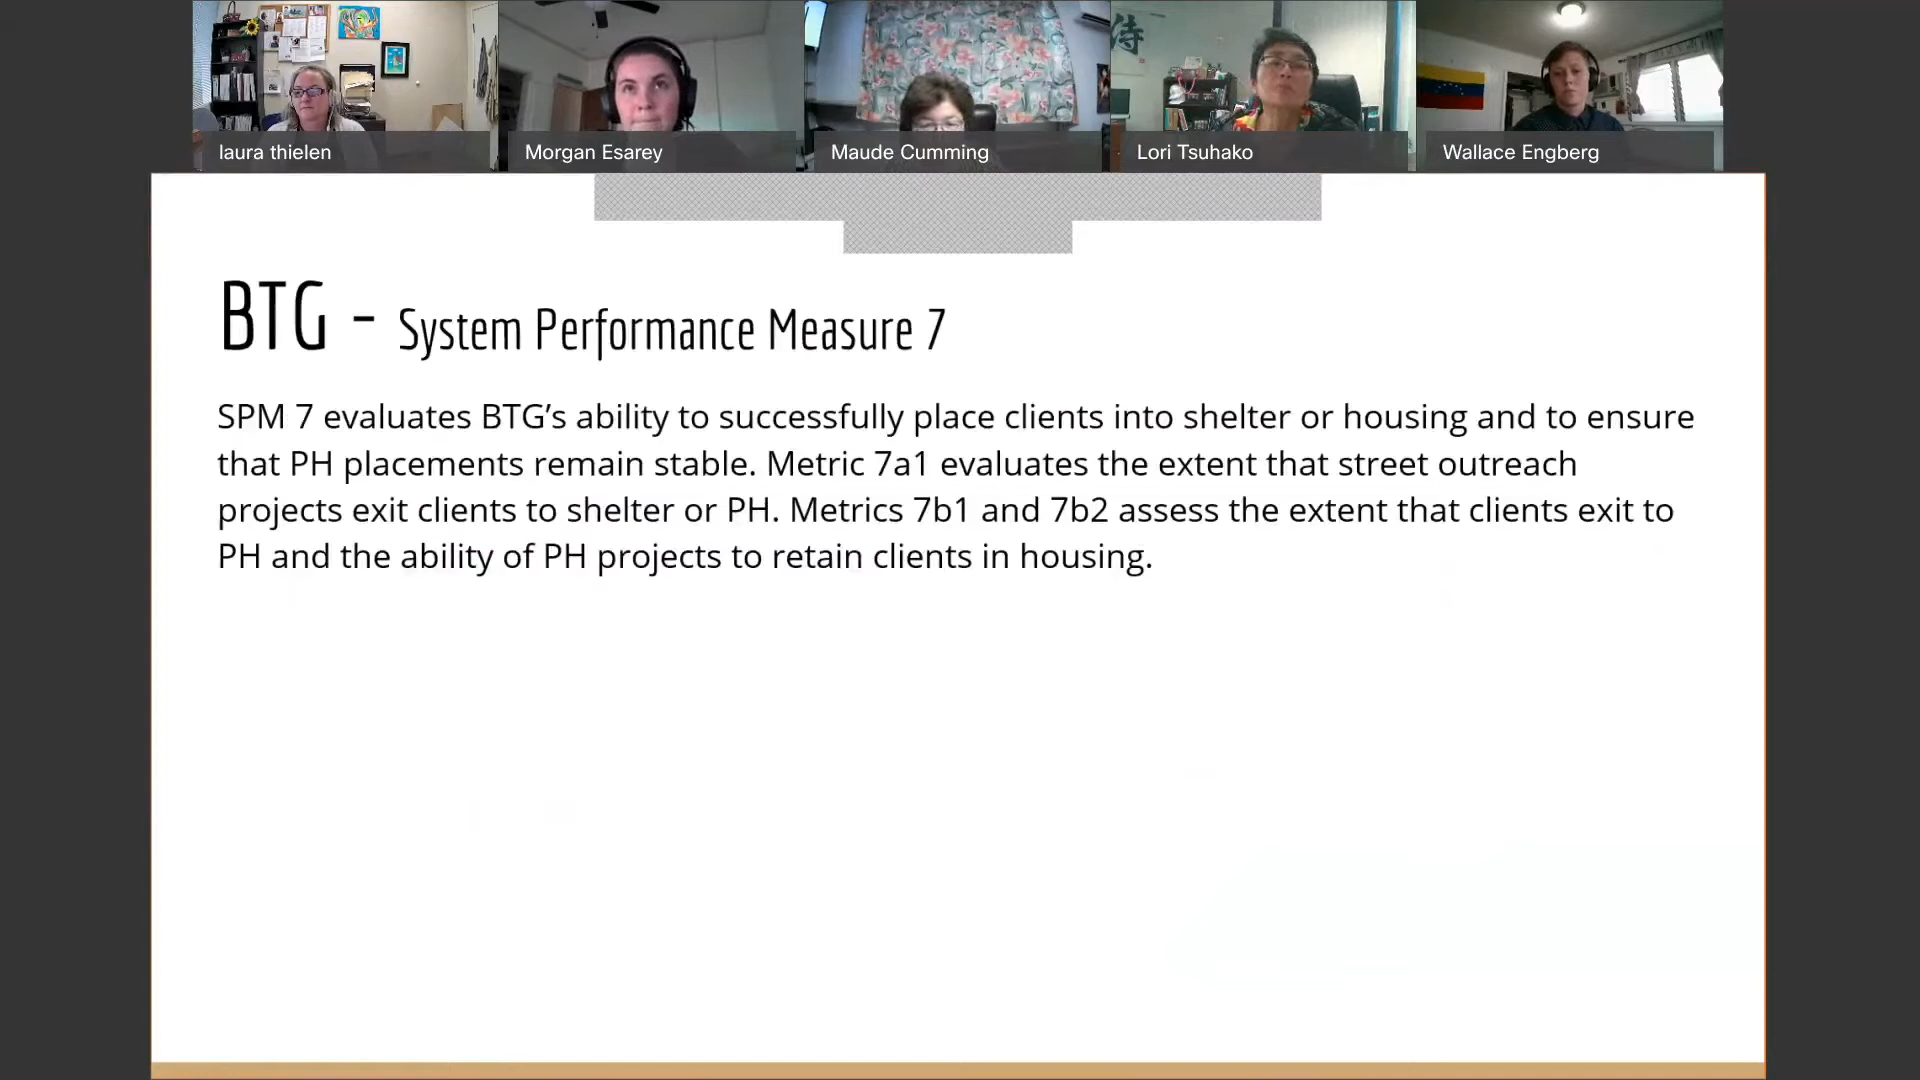 laura thielen
Morgan Esarey
Maude Cumming
Lori Tsuhako
Wallace Engberg
侍
BTG - System Performance Measure 7
SPM 7 evaluates BTG’s ability to successfully place clients into shelter or housing and to ensure
that PH placements remain stable. Metric 7a1 evaluates the extent that street outreach
projects exit clients to shelter or PH. Metrics 7b1 and 7b2 assess the extent that clients exit to
PH and the ability of PH projects to retain clients in housing.